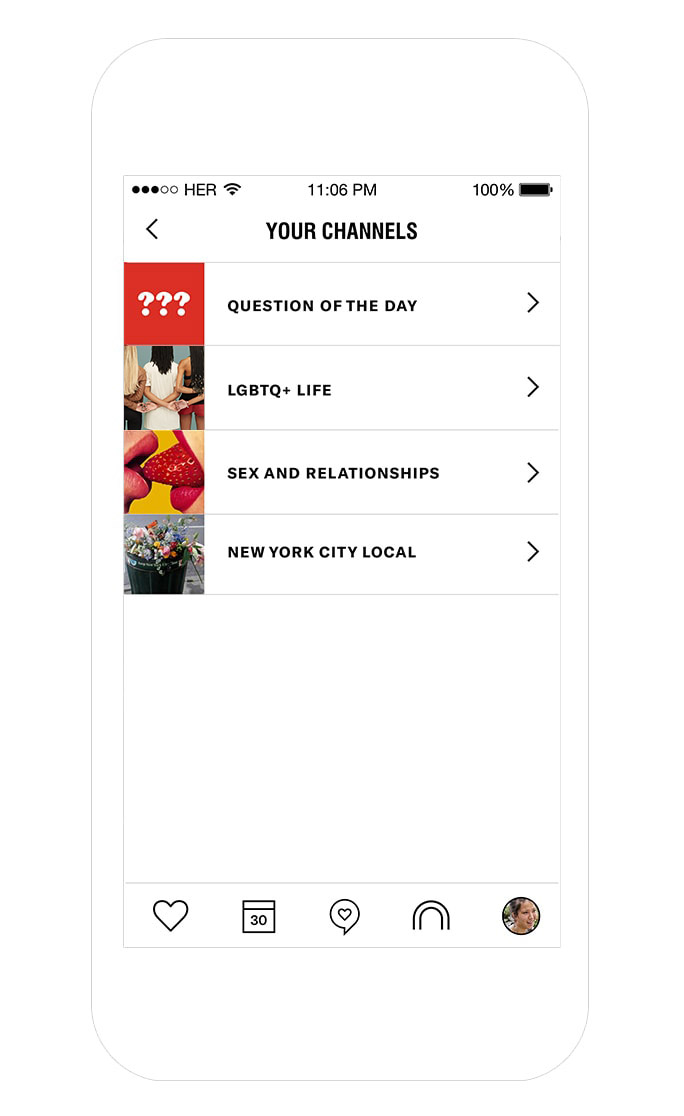 HER 11:06 PM 100%
YOUR CHANNELS
??? QUESTION OF THE DAY
LGBTQ+ LIFE
SEX AND RELATIONSHIPS
NEW YORK CITY LOCAL
30